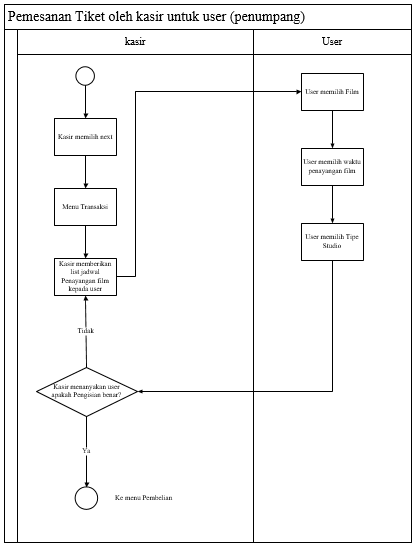 Pemesanan Tiket oleh kasir untuk user (penumpang)
kasir
User
Kasir memilih next
Menu Transaksi
Kasir memberikan
list jadwal
Penayangan film
kepada user
User memilih Film
User memilih waktu
penayangan film
User memilih Tipe
Studio
Tidak
Kasir menanyakan user
apakah Pengisian benar?
Ya
Ke menu Pembelian